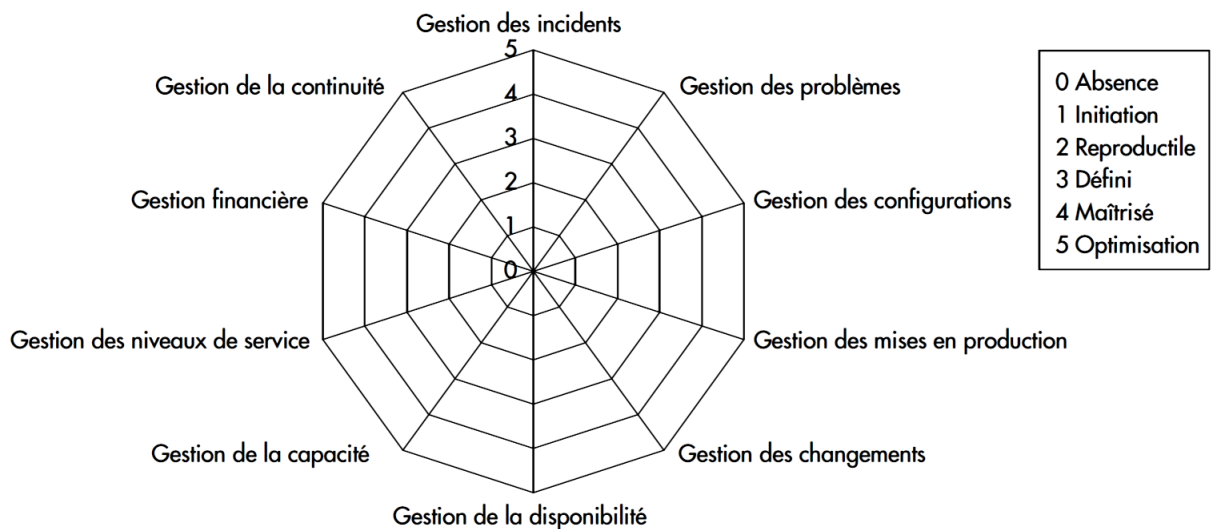 Gestion des incidents
5
4
3
2
1
0
Gestion des problèmes
Gestion des configurations
Gestion des mises en production
Gestion des changements
Gestion de la disponibilité
Gestion de la capacité
Gestion des niveaux de service
Gestion financière
Gestion de la continuité
0 Absence
1 Initiation
2 Reproductile
3 Défini
4 Maîtrisé
5 Optimisation